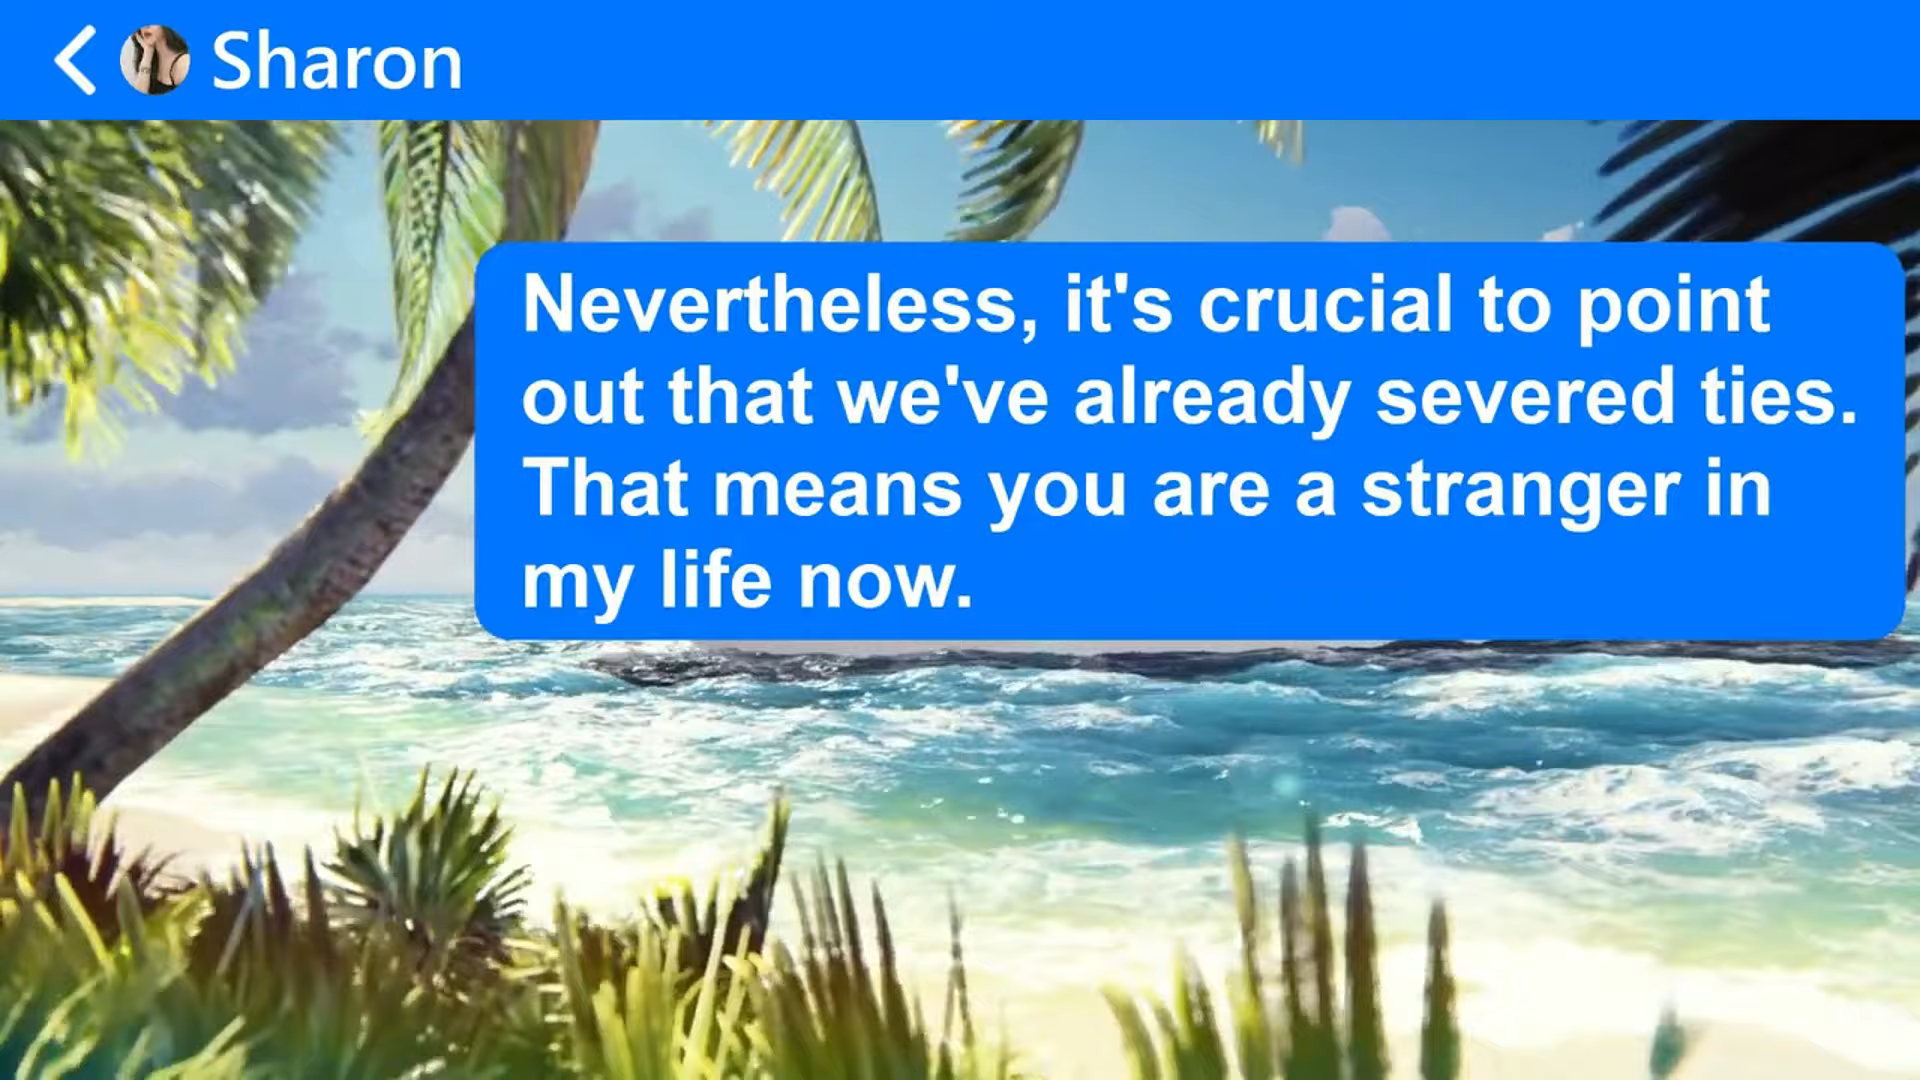 Sharon
Nevertheless, it's crucial to point
out that we've already severed ties.
That means you are a stranger in
my life now.